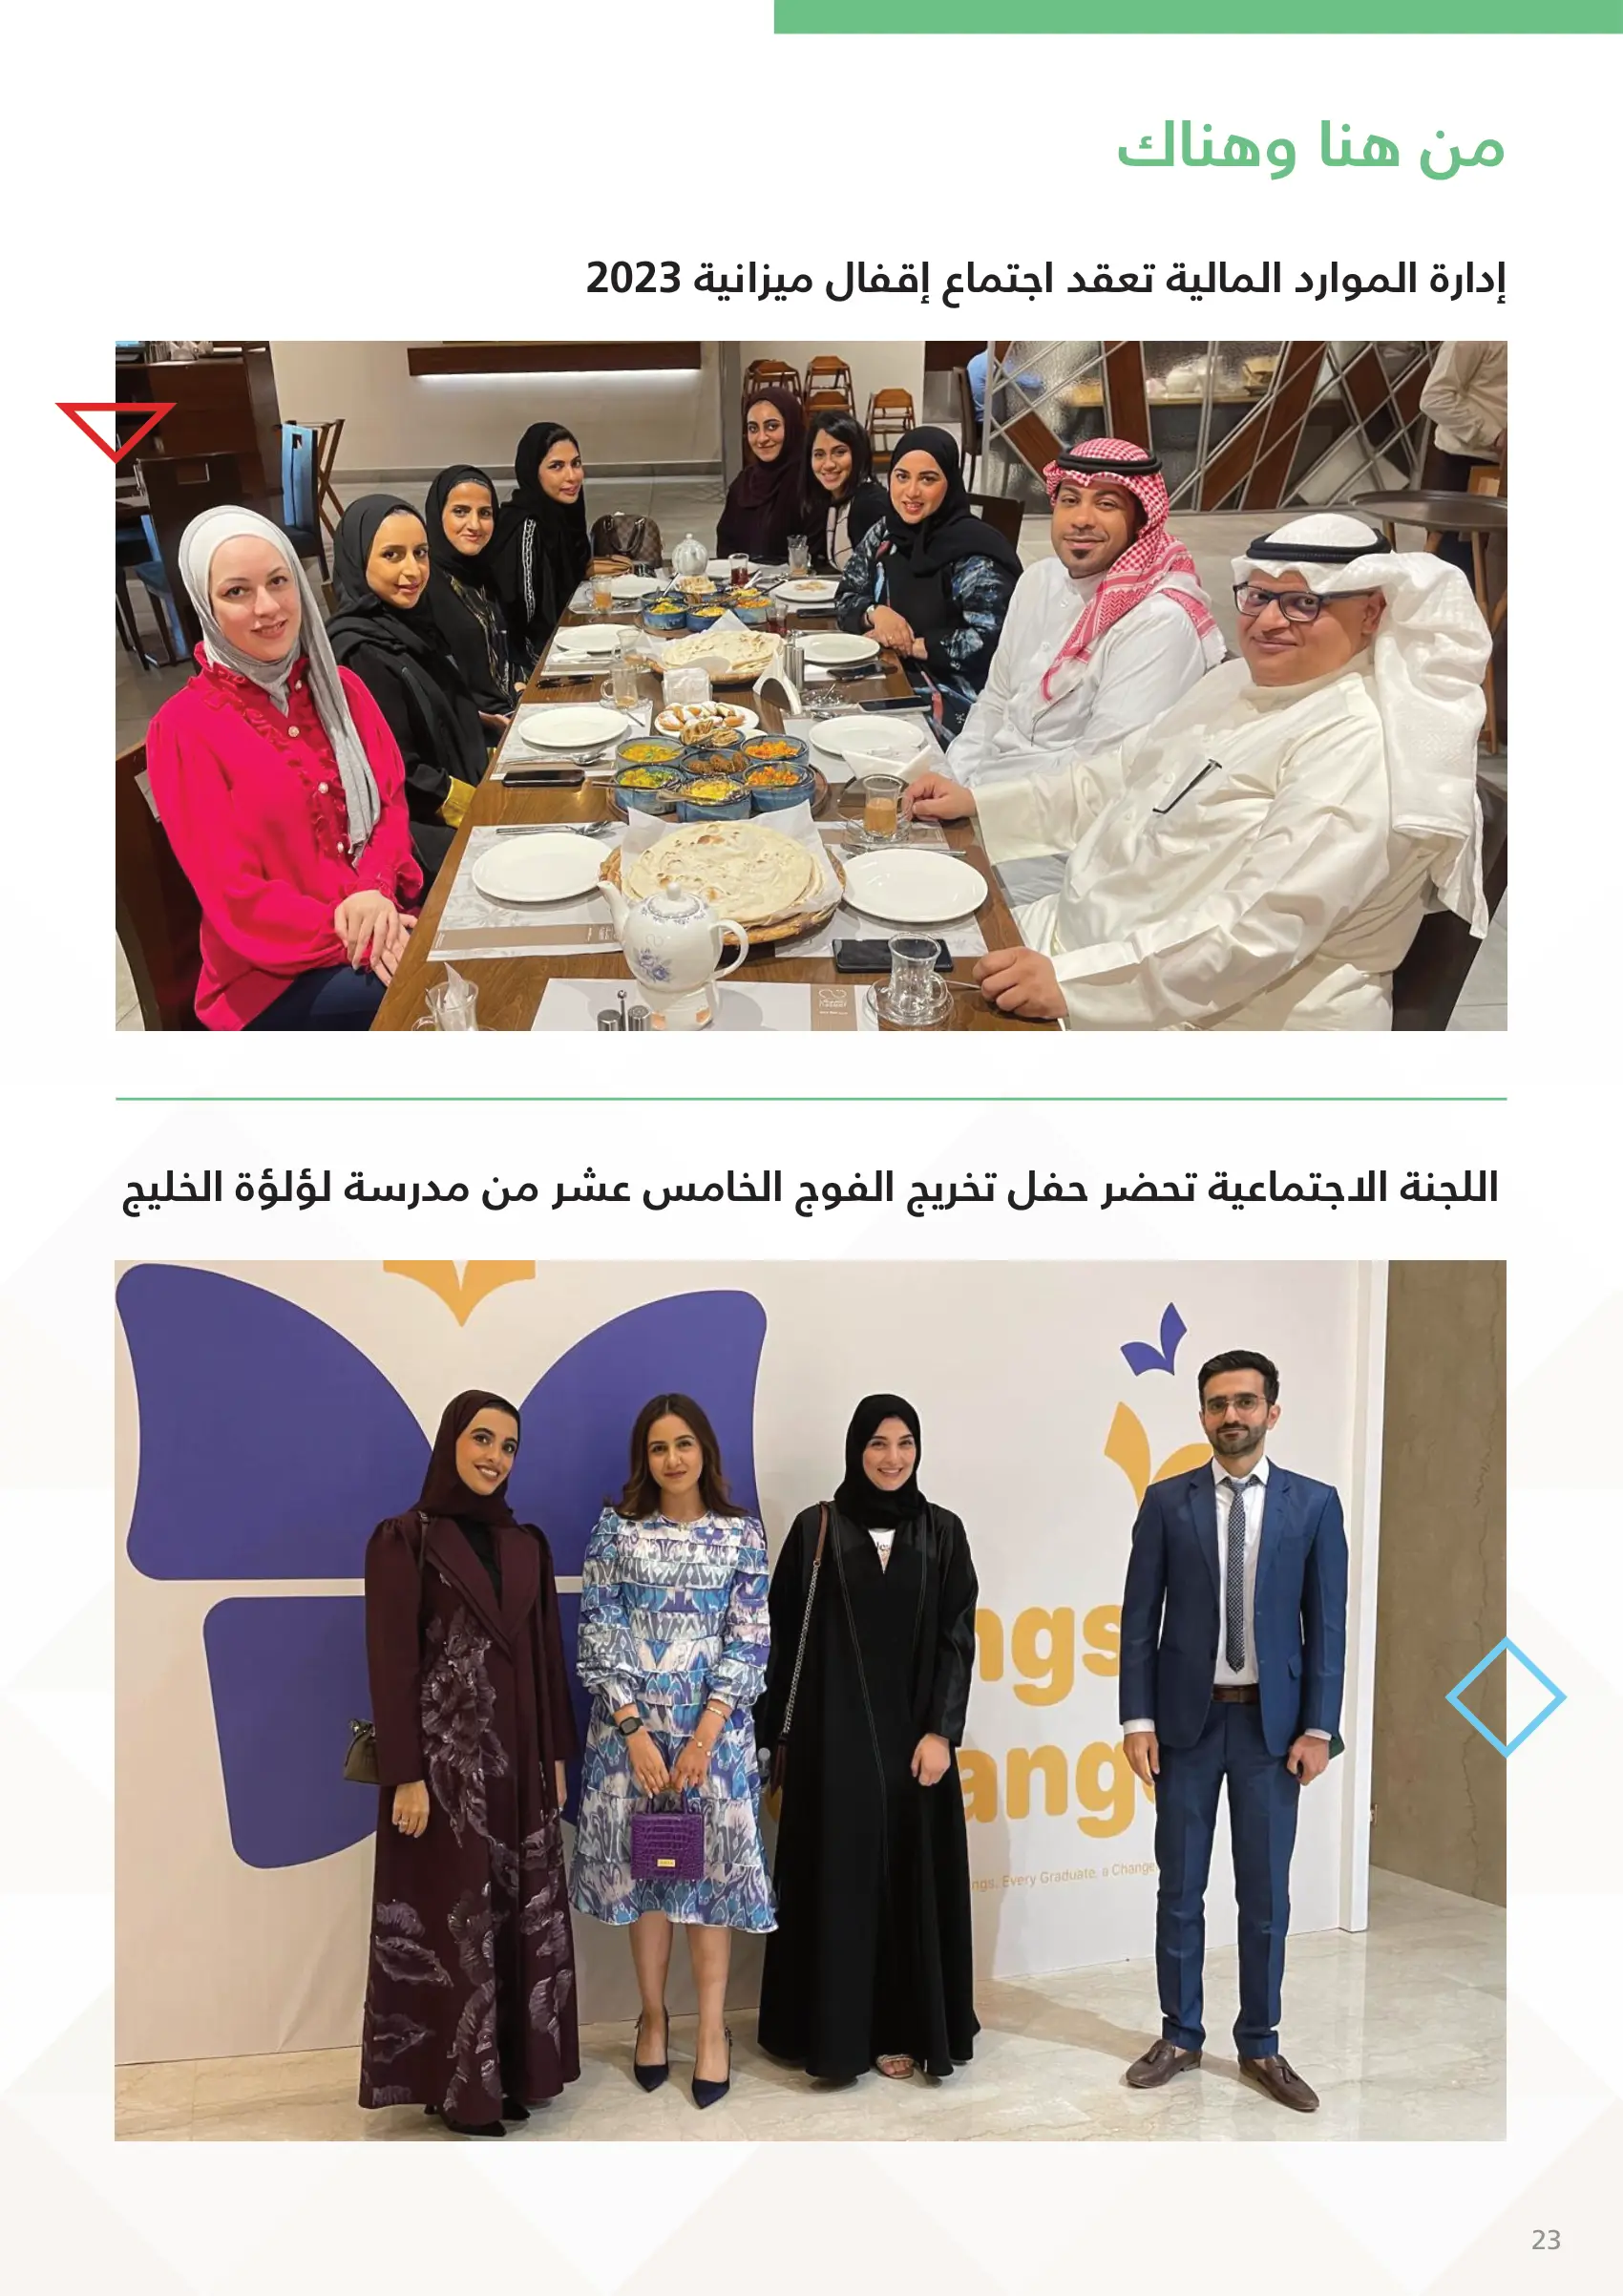 من هنا وهناك
إدارة الموارد المالية تعقد اجتماع إقفال ميزانية 2023
اللجنة الاجتماعية تحضر حفل تخريج الفوج الخامس عشر من مدرسة لؤلؤة الخليج
ngs
ang
ngs, Every Graduate, a Change
23